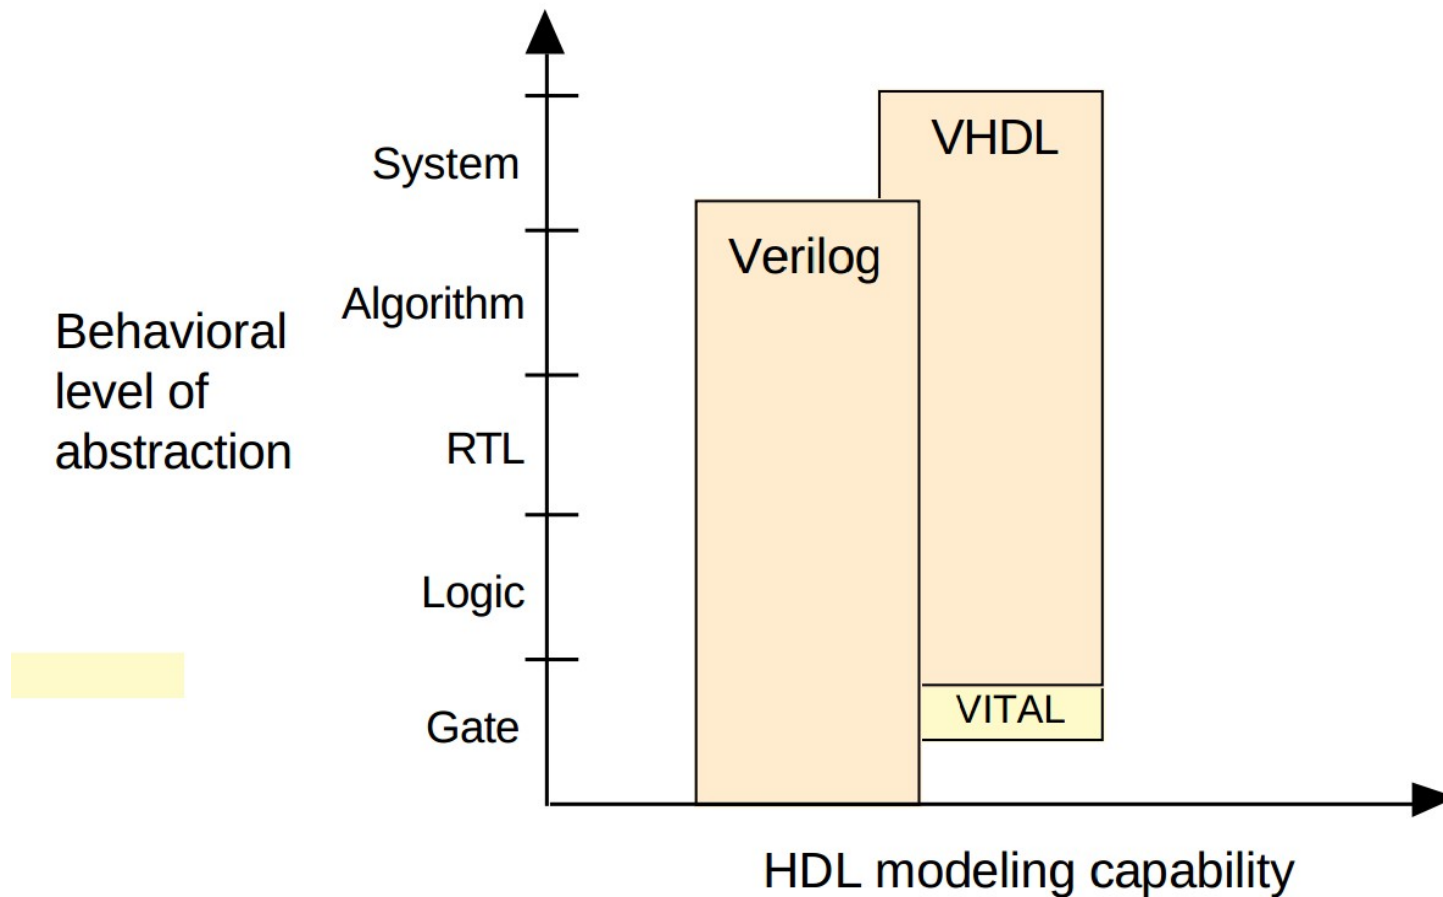 VHDL
System
Verilog
Algorithm
Behavioral
level of
abstraction
RTL
Logic
VITAL
Gate
HDL modeling capability